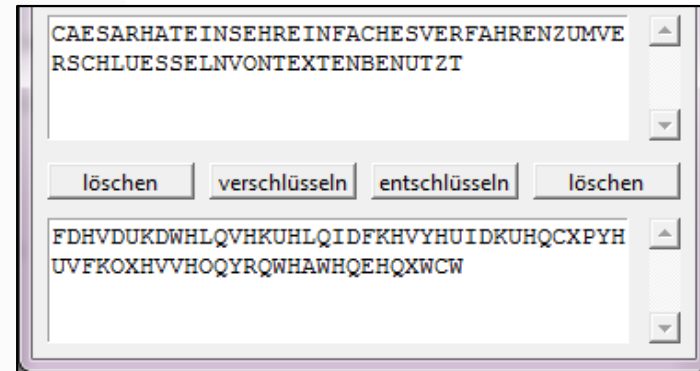 CAESARHATEINSEHREINFACHESVERFAHRENZUMVE
RSCHLUESSELNVONTEXTENBENUTZT
löschen verschlüsseln entschlüsseln löschen
FDHVDUKDWHLQVHKUHLQIDFKHVYHUIDKUHQCXPYH
UVFKOXHVVHOQYRQWHAWHQEHQXWCW